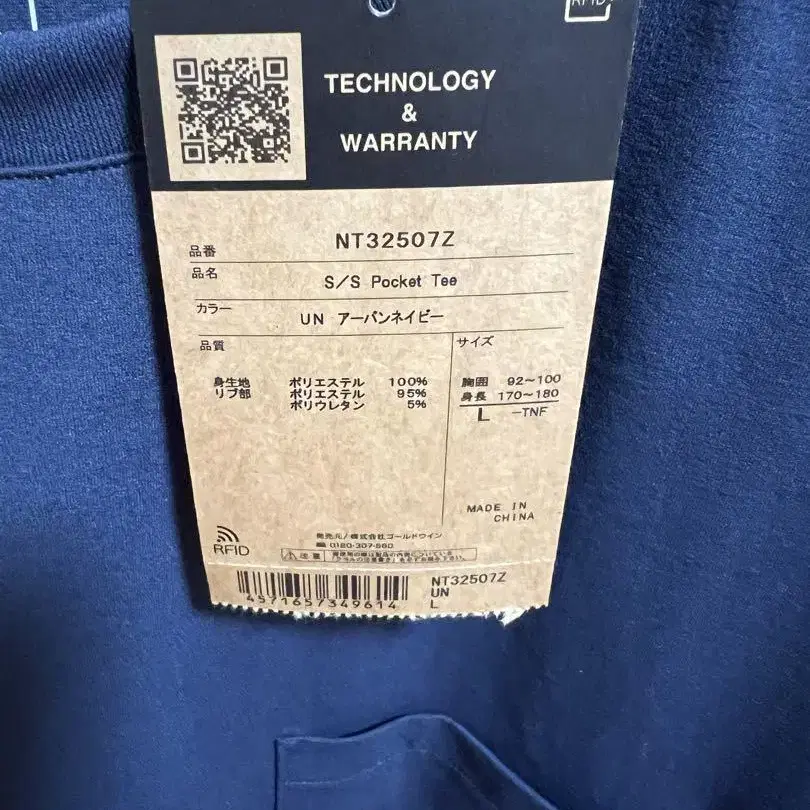 RFID
TECHNOLOGY
&
WARRANTY
品番 NT32507Z
品名 S/S Pocket Tee
カラー UN アーバンネイビー
品質
身生地 ポリエステル 100%
リブ部 ポリエステル 95%
ポリウレタン 5%
サイズ
胸囲 92~100
身長 170~180
L -TNF
MADE IN
CHINA
RFID
発売元/株式会社ゴールドウイン
0180-307-560
注意
4571657349614
NT32507Z
UN
L